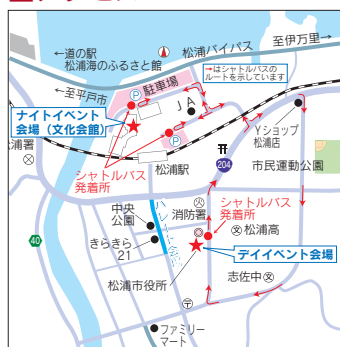 ←道の駅
松浦海のふるさと館
松浦バイパス
至伊万里→
→はシャトルバスの
ルートを示しています
P
駐車場
←至平戸市
JA
ナイトイベント
会場(文化会館)
P
Yショップ
松浦店
浦署
松浦駅
204
市民運動公園
シャトルバス
発着所
シャトルバス
発着所
中央
公園
消防署
松浦高
きらきら
21
40
デイイベント会場
松浦市役所
志佐中
ファミリー
マート